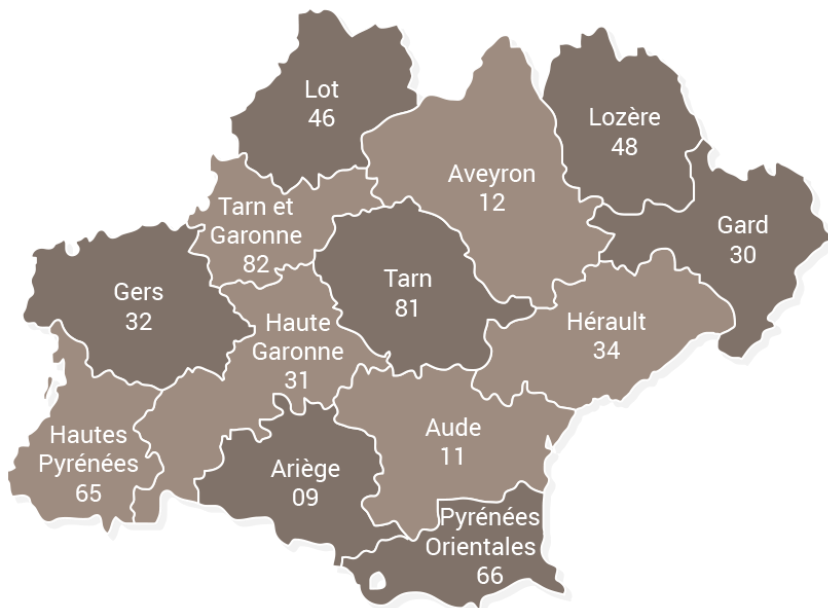 Lot
46
Lozère
48
Aveyron
12
Tarn et
Garonne
82
Gard
30
Tarn
81
Gers
32
Haute
Garonne
31
Hérault
34
Hautes
Pyrénées
65
Aude
11
Ariège
09
Pyrénées
Orientales
66